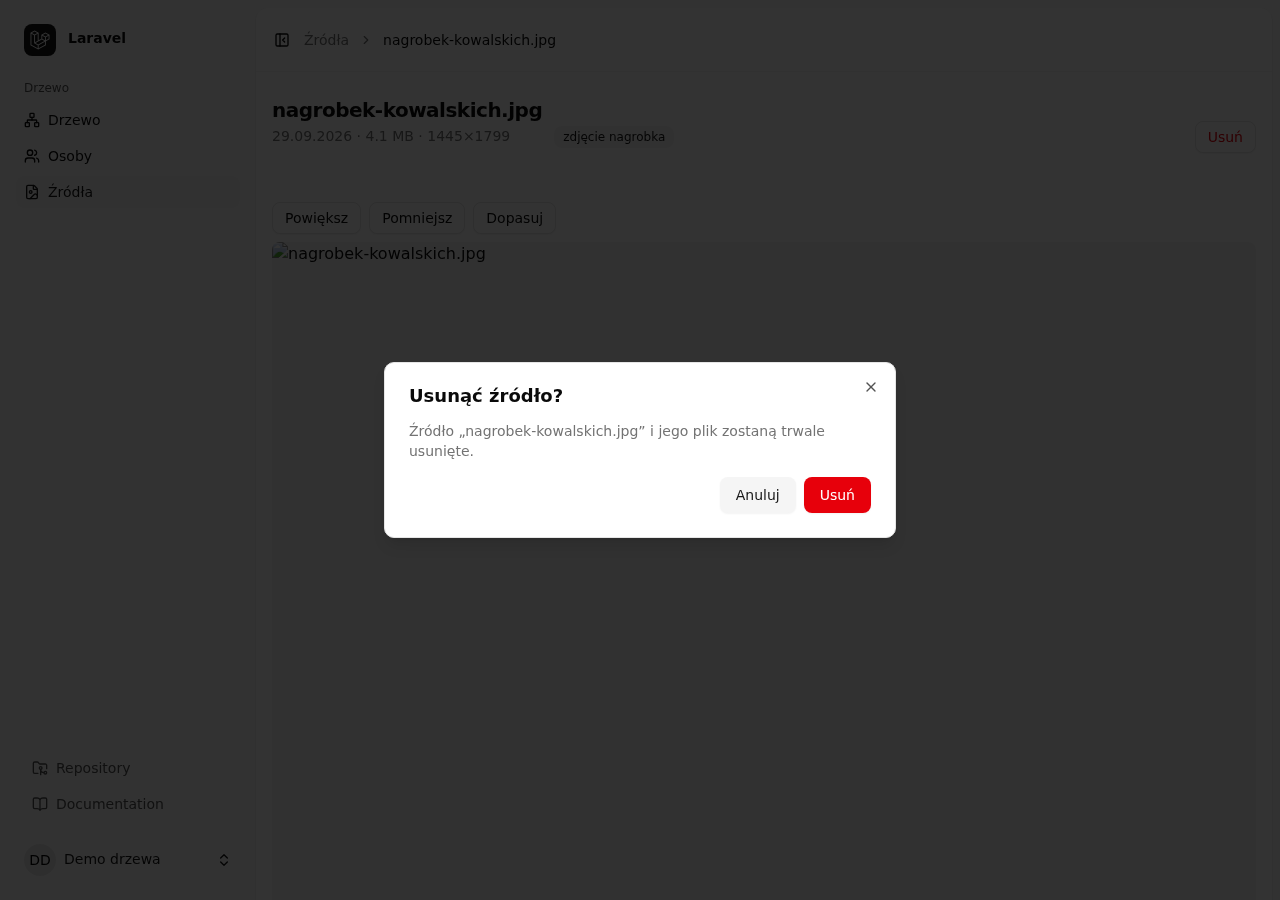 Laravel
Drzewo
Drzewo
Osoby
Źródła
Repository
Documentation
DD
Demo drzewa
Źródła
nagrobek-kowalskich.jpg
nagrobek-kowalskich.jpg
29.09.2026 · 4.1 MB · 1445×1799
zdjęcie nagrobka
Usuń
Powiększ
Pomniejsz
Dopasuj
nagrobek-kowalskich.jpg
Usunąć źródło?
Źródło „nagrobek-kowalskich.jpg” i jego plik zostaną trwale
usunięte.
Anuluj
Usuń